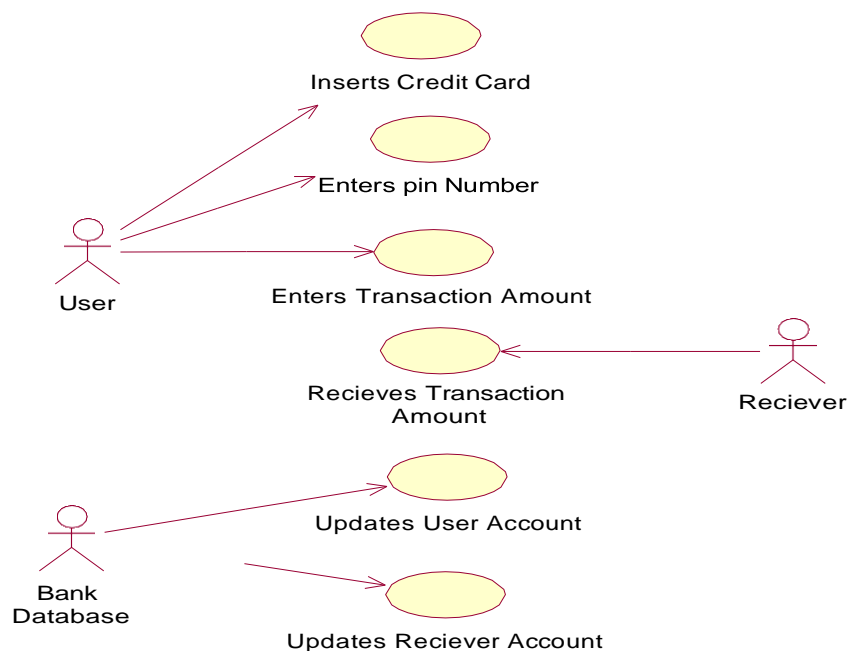 Inserts Credit Card
Enters pin Number
User
Enters Transaction Amount
Recieves Transaction
Amount
Reciever
Updates User Account
Bank
Database
Updates Reciever Account